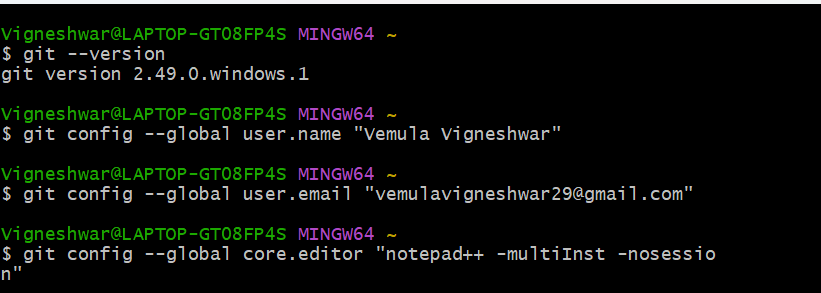 Vigneshwar@LAPTOP-GT08FP4S MINGW64 ~
$ git --version
git version 2.49.0.windows.1
Vigneshwar@LAPTOP-GT08FP4S MINGW64 ~
$ git config --global user.name "Vemula Vigneshwar"
Vigneshwar@LAPTOP-GT08FP4S MINGW64 ~
$ git config --global user.email "vemulavigneshwar29@gmail.com"
Vigneshwar@LAPTOP-GT08FP4S MINGW64 ~
$ git config --global core.editor "notepad++ -multiInst -nosessio
n"